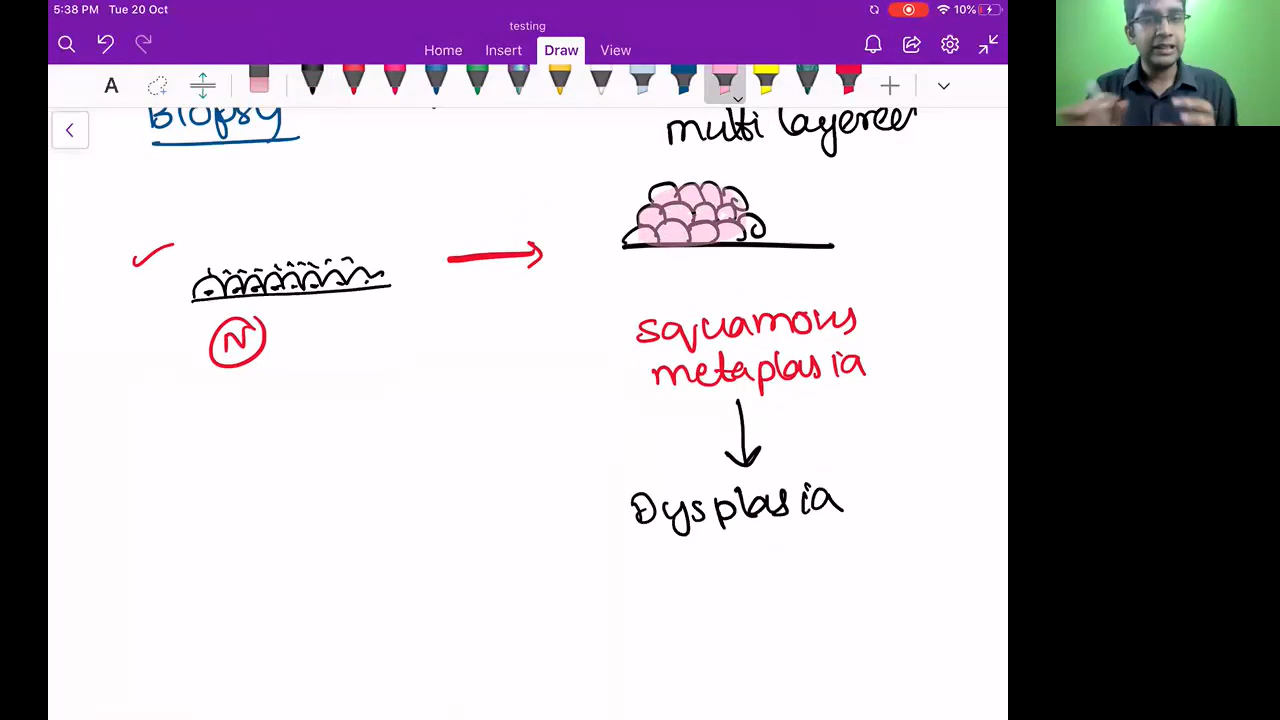 5:38 PM Tue 20 Oct
10%
testing
Home Insert Draw View
A
Biopsy
multi layered
N
squamous
metaplasia
Dysplasia